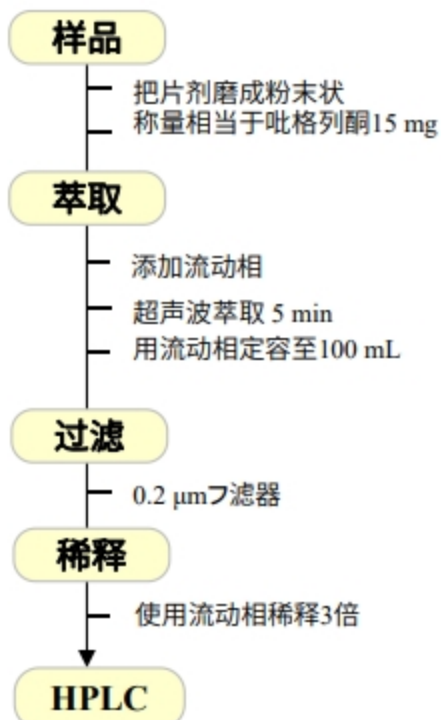 样品
把片剂磨成粉末状
称量相当于吡格列酮15 mg
萃取
添加流动相
超声波萃取 5 min
用流动相定容至100 mL
过滤
0.2 μmフ滤器
稀释
使用流动相稀释3倍
HPLC